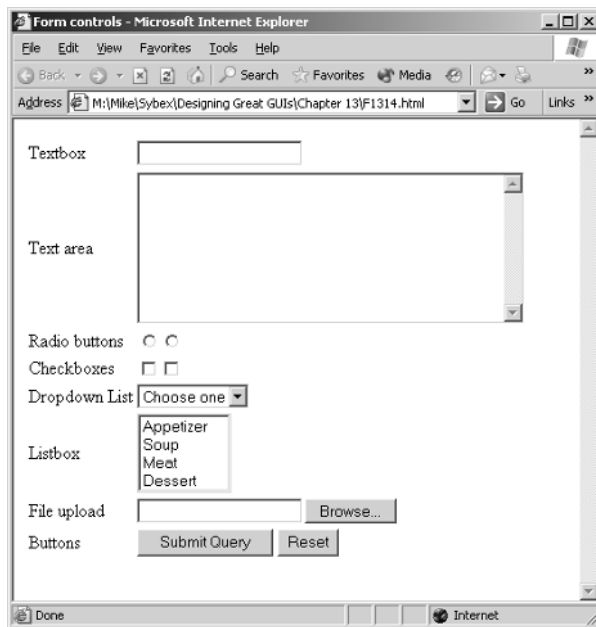 Form controls - Microsoft Internet Explorer
File Edit View Favorites Tools Help
Back Search Favorites Media »
Address M:\Mike\Sybex\Designing Great GUIs\Chapter 13\F1314.html Go Links »
Textbox
Text area
Radio buttons
Checkboxes
Dropdown List Choose one
Listbox
Appetizer
Soup
Meat
Dessert
File upload Browse...
Buttons Submit Query Reset
Done Internet